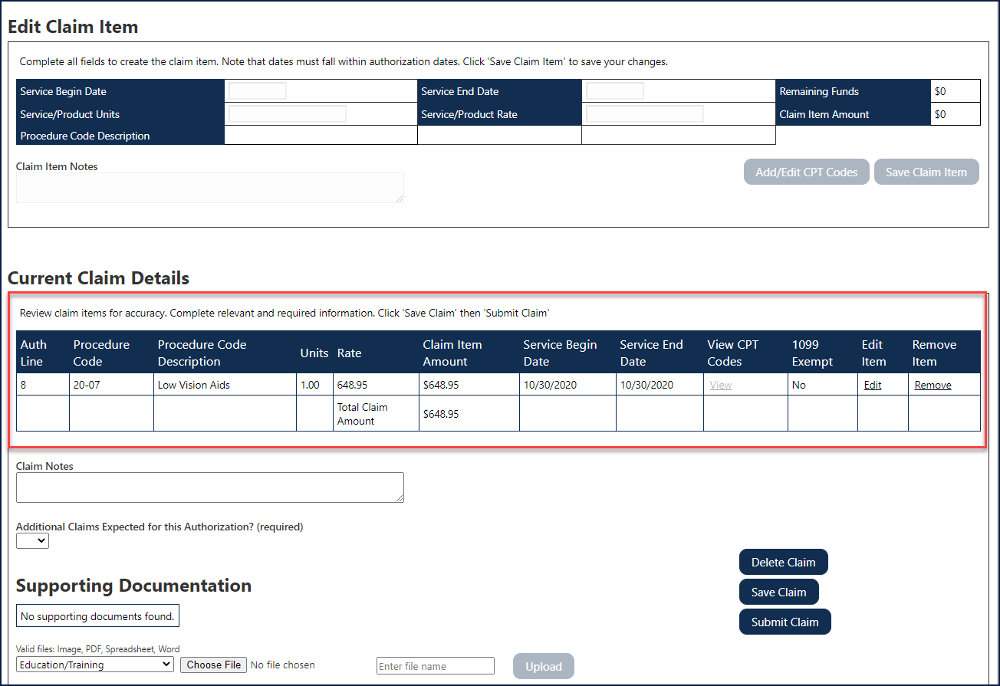 Edit Claim Item
Complete all fields to create the claim item. Note that dates must fall within authorization dates. Click 'Save Claim Item' to save your changes.
Service Begin Date Service End Date Remaining Funds $0
Service/Product Units Service/Product Rate Claim Item Amount $0
Procedure Code Description
Claim Item Notes
Add/Edit CPT Codes Save Claim Item
Current Claim Details
Review claim items for accuracy. Complete relevant and required information. Click 'Save Claim' then 'Submit Claim'
Auth Line Procedure Code Procedure Code Description Units Rate Claim Item Amount Service Begin Date Service End Date View CPT Codes 1099 Exempt Edit Item Remove Item
8 20-07 Low Vision Aids 1.00 648.95 $648.95 10/30/2020 10/30/2020 View No Edit Remove
Total Claim Amount $648.95
Claim Notes
Additional Claims Expected for this Authorization? (required)
Delete Claim
Supporting Documentation
Save Claim
No supporting documents found.
Submit Claim
Valid files: Image, PDF, Spreadsheet, Word
Education/Training Choose File No file chosen Enter file name Upload